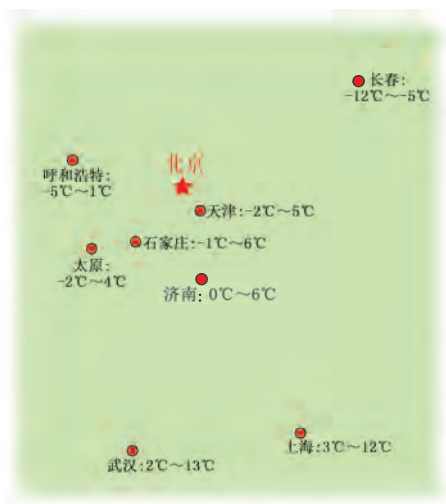 长春:
-12℃～-5℃
北京
呼和浩特:
-5℃～1℃
天津:-2℃～5℃
石家庄:-1℃～6℃
太原:
-2℃～4℃
济南: 0℃～6℃
上海:3℃～12℃
武汉:2℃～13℃